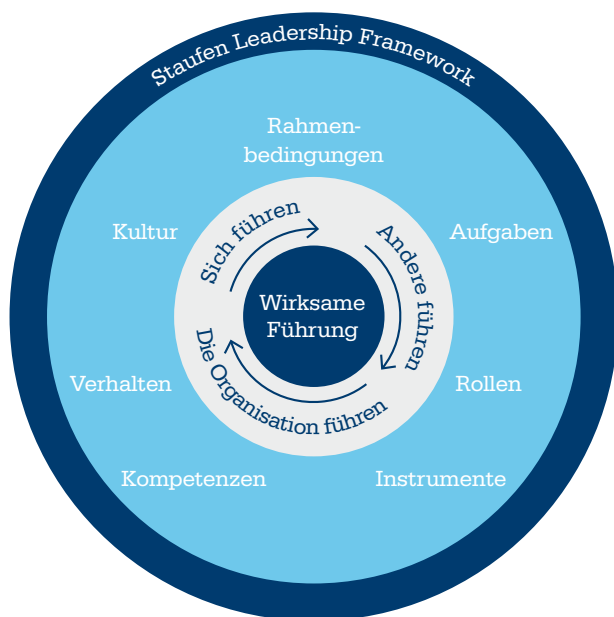 Staufen Leadership Framework
Rahmen-
bedingungen
Kultur
Aufgaben
Sich führen
Andere führen
Wirksame
Führung
Die Organisation führen
Verhalten
Rollen
Kompetenzen
Instrumente